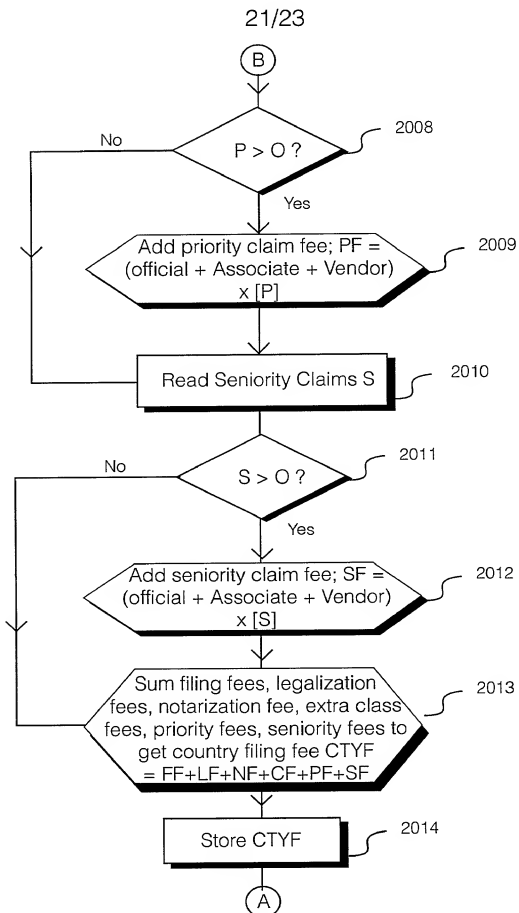 21/23
B
P > O ?
2008
No
Yes
Add priority claim fee; PF =
(official + Associate + Vendor)
x [P]
2009
Read Seniority Claims S
2010
S > O ?
2011
No
Yes
Add seniority claim fee; SF =
(official + Associate + Vendor)
x [S]
2012
Sum filing fees, legalization
fees, notarization fee, extra class
fees, priority fees, seniority fees to
get country filing fee CTYF
= FF+LF+NF+CF+PF+SF
2013
Store CTYF
2014
A